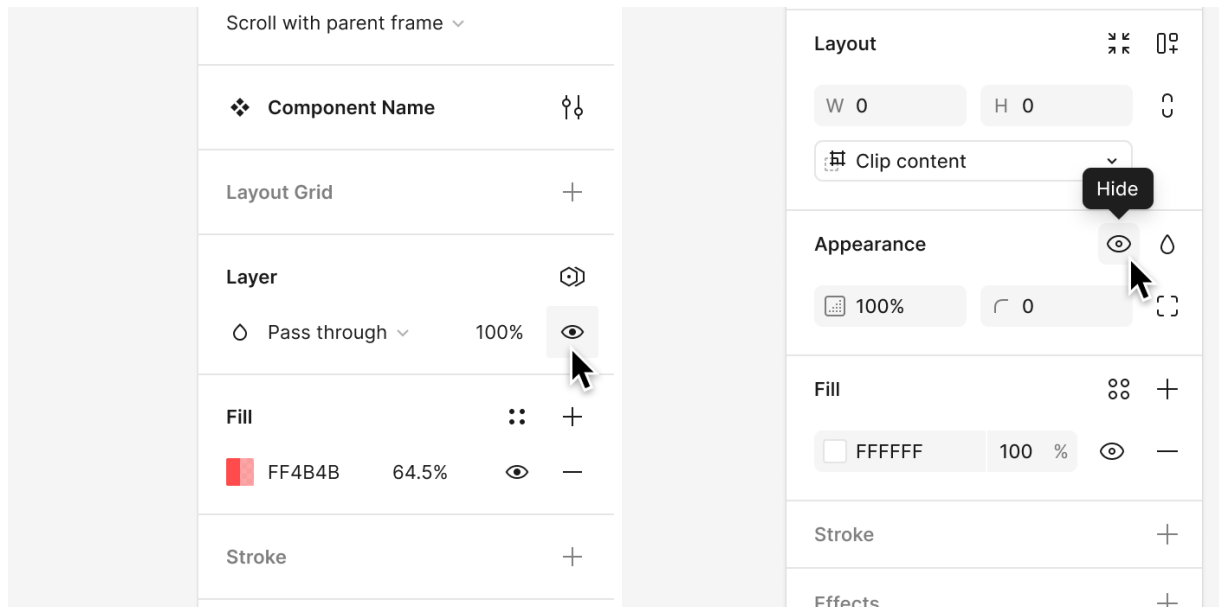 Scroll with parent frame
Component Name
Layout Grid
Layer
Pass through 100%
Fill
FF4B4B 64.5%
Stroke
Layout
W 0 H 0
Clip content
Hide
Appearance
100% 0
Fill
FFFFFF 100 %
Stroke
Effects